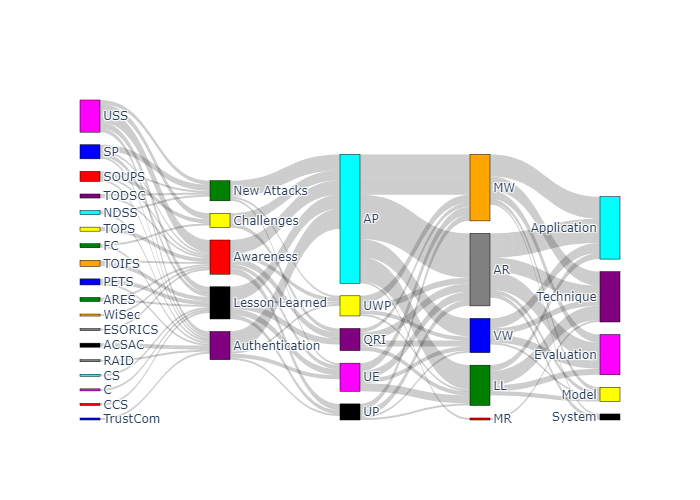 USS
SP
SOUPS
TODSC
NDSS
TOPS
FC
TOIFS
PETS
ARES
WiSec
ESORICS
ACSAC
RAID
CS
C
CCS
TrustCom
New Attacks
Challenges
Awareness
Lesson Learned
Authentication
AP
UWP
QRI
UE
UP
MW
AR
VW
LL
MR
Application
Technique
Evaluation
Model
System